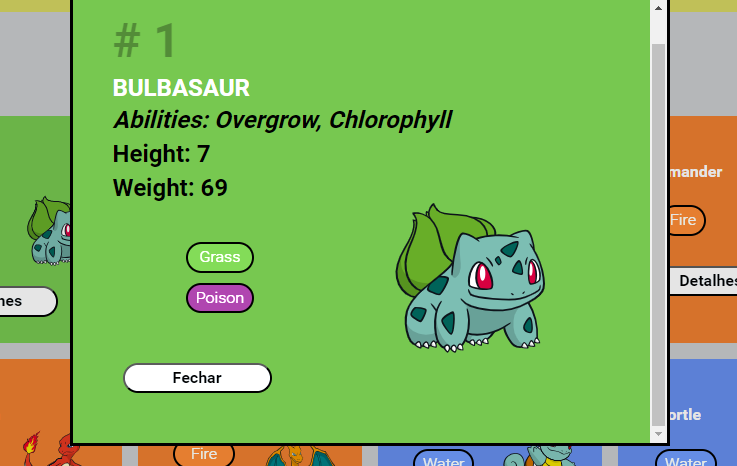 # 1
BULBASAUR
Abilities: Overgrow, Chlorophyll
Height: 7
Weight: 69
Grass
Poison
Fechar
mander
Fire
hes
Detalhes
ortle
Fire
Water
Water